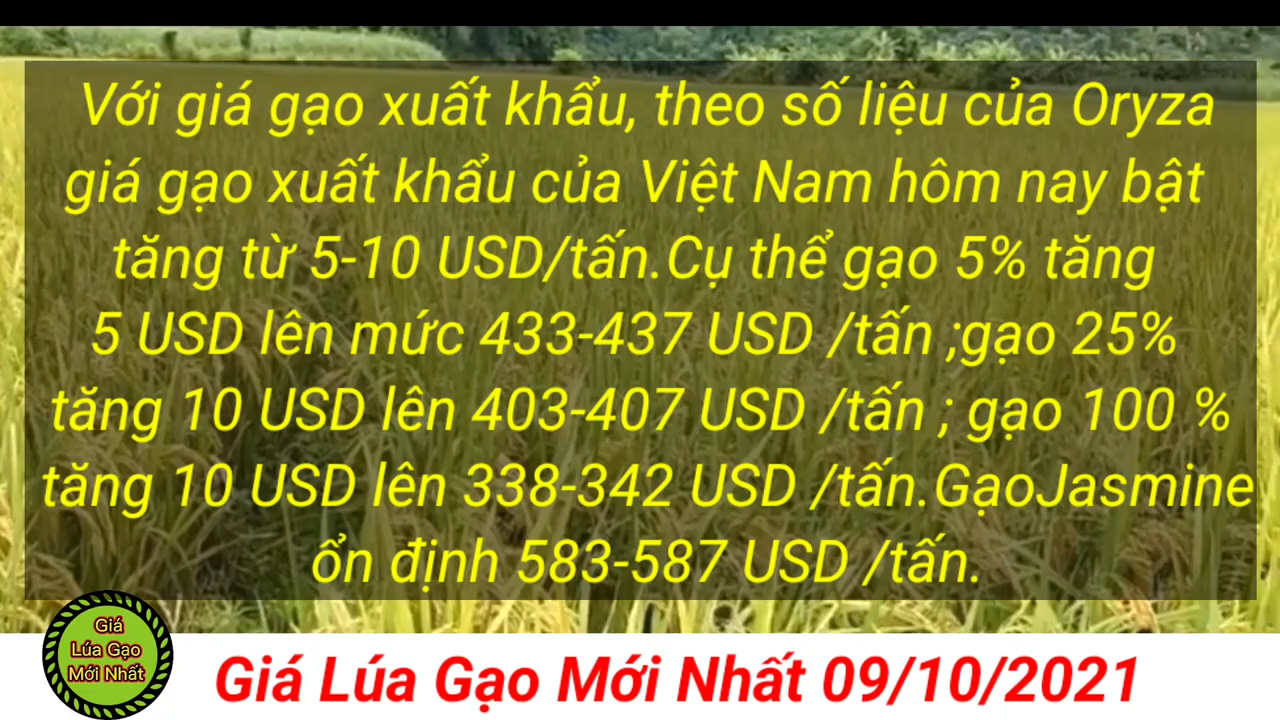 Với giá gạo xuất khẩu, theo số liệu của Oryza
giá gạo xuất khẩu của Việt Nam hôm nay bật
tăng từ 5-10 USD/tấn.Cụ thể gạo 5% tăng
5 USD lên mức 433-437 USD /tấn ;gạo 25%
tăng 10 USD lên 403-407 USD /tấn ; gạo 100 %
tăng 10 USD lên 338-342 USD /tấn.GạoJasmine
ổn định 583-587 USD /tấn.
Giá
Lúa Gạo
Mới Nhất
Giá Lúa Gạo Mới Nhất 09/10/2021